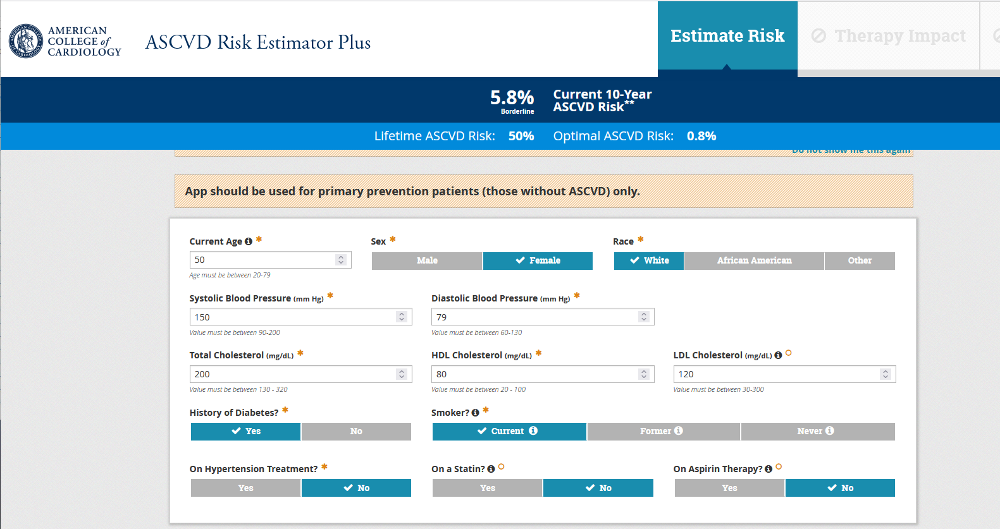 AMERICAN
COLLEGE of
CARDIOLOGY
ASCVD Risk Estimator Plus
Estimate Risk
Therapy Impact
5.8%
Borderline
Current 10-Year
ASCVD Risk**
Lifetime ASCVD Risk: 50% Optimal ASCVD Risk: 0.8%
Do not show me this again
App should be used for primary prevention patients (those without ASCVD) only.
Current Age * Sex * Race *
50 Male Female White African American Other
Age must be between 20-79
Systolic Blood Pressure (mm Hg) * Diastolic Blood Pressure (mm Hg) *
150 79
Value must be between 90-200 Value must be between 60-130
Total Cholesterol (mg/dL) * HDL Cholesterol (mg/dL) * LDL Cholesterol (mg/dL)
200 80 120
Value must be between 130 - 320 Value must be between 20 - 100 Value must be between 30-300
History of Diabetes? * Smoker? *
Yes No Current Former Never
On Hypertension Treatment? * On a Statin? On Aspirin Therapy?
Yes No Yes No Yes No